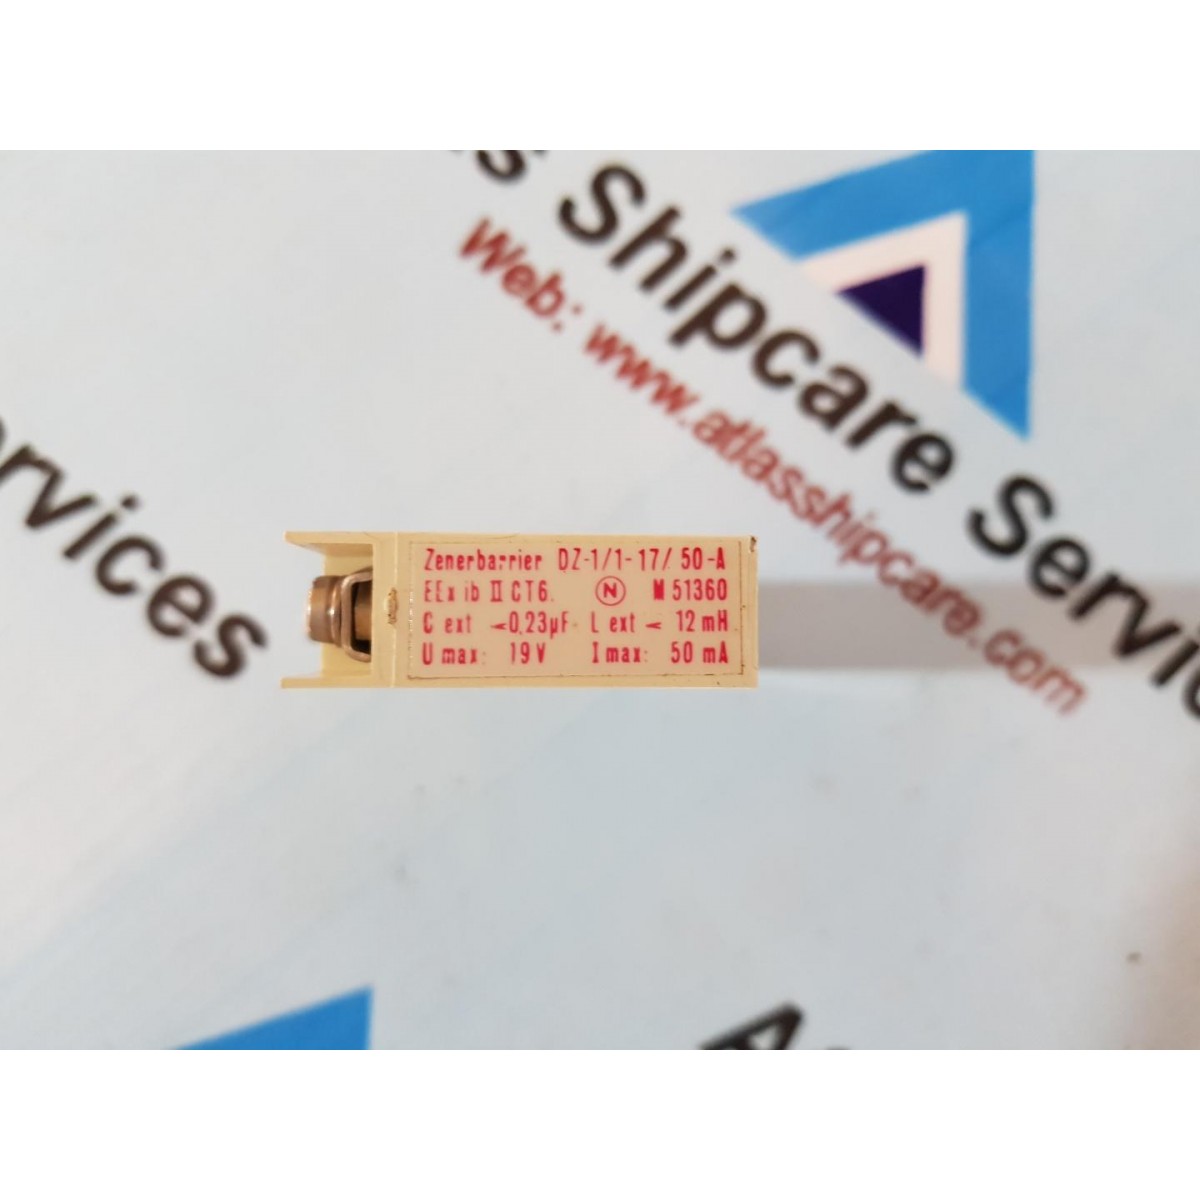 s Shipcare Servic
Web: www.atlasshipcare.com
ervices
Zenerbarrier DZ-1/1-17/ 50-A
EEx ib II CT6. N M 51360
C ext <0,23µF L ext < 12 mH
U max: 19V I max: 50 mA
A